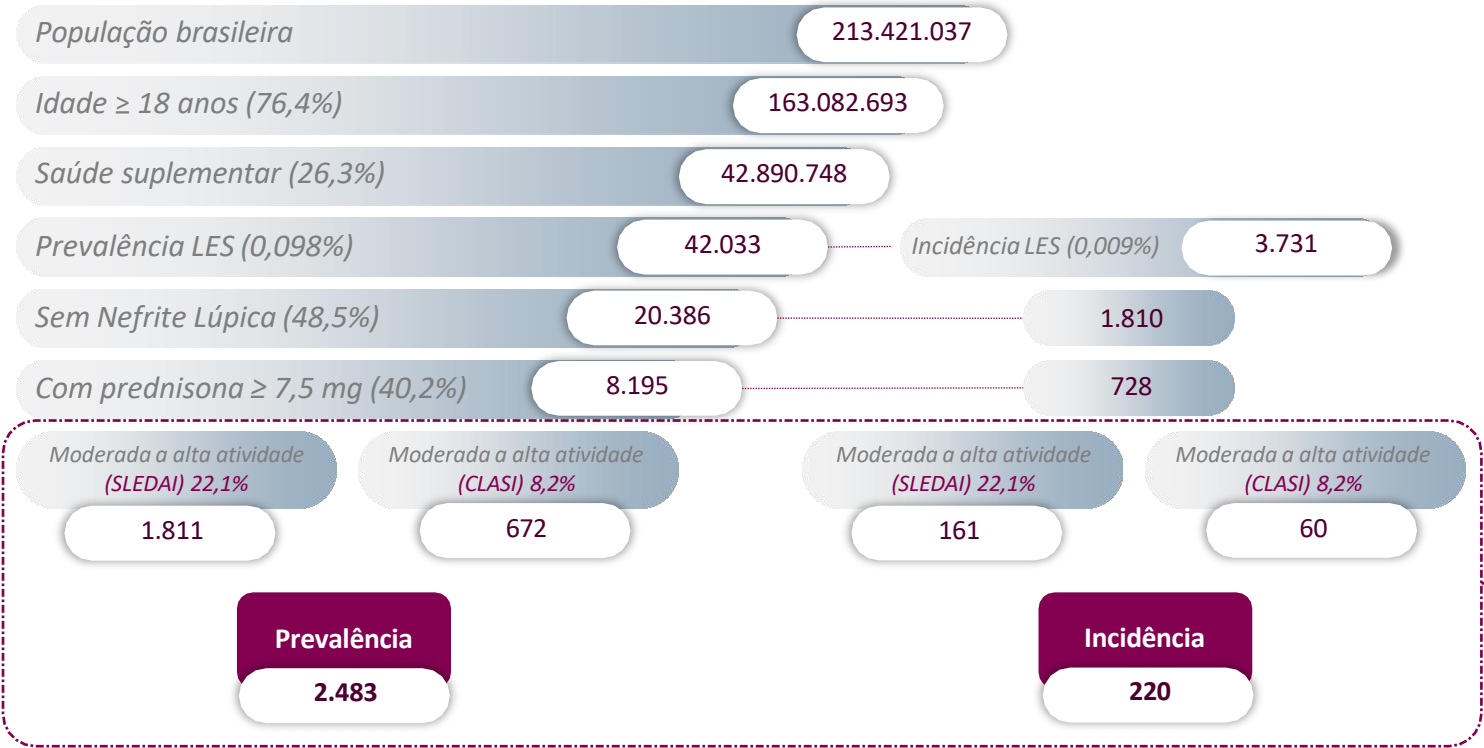 População brasileira 213.421.037
Idade ≥ 18 anos (76,4%) 163.082.693
Saúde suplementar (26,3%) 42.890.748
Prevalência LES (0,098%) 42.033 Incidência LES (0,009%) 3.731
Sem Nefrite Lúpica (48,5%) 20.386 1.810
Com prednisona ≥ 7,5 mg (40,2%) 8.195 728
Moderada a alta atividade
(SLEDAI) 22,1%
1.811
Moderada a alta atividade
(CLASI) 8,2%
672
Moderada a alta atividade
(SLEDAI) 22,1%
161
Moderada a alta atividade
(CLASI) 8,2%
60
Prevalência
2.483
Incidência
220